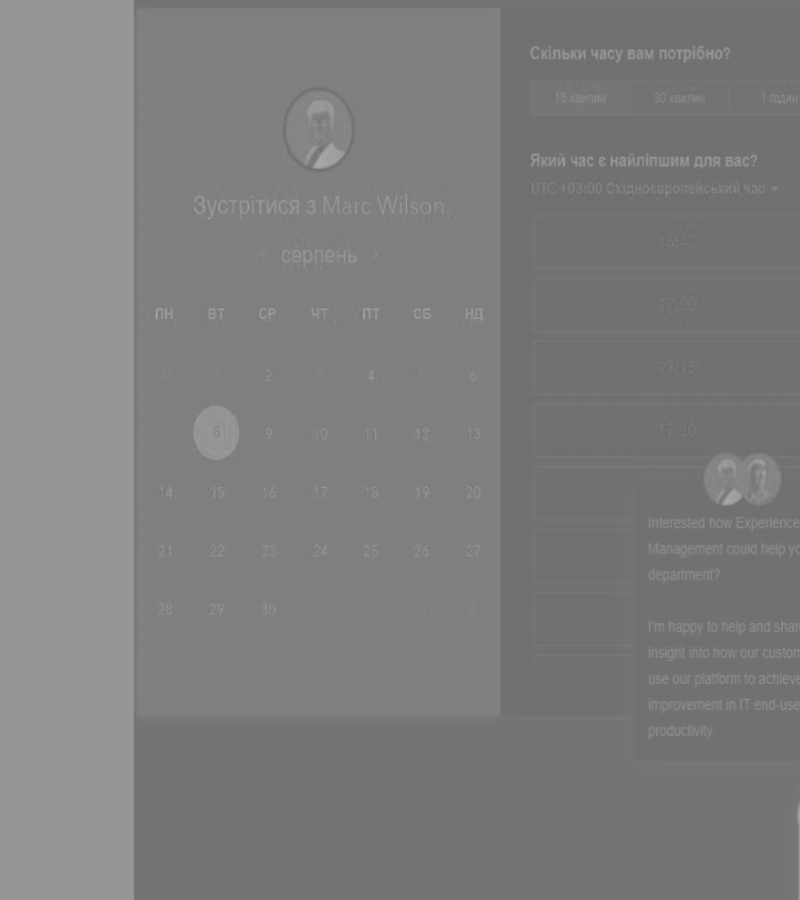 Зустрітися з Marc Wilson
‹ серпень ›
ПН ВТ СР ЧТ ПТ СБ НД
31 1 2 3 4 5 6
7 8 9 10 11 12 13
14 15 16 17 18 19 20
21 22 23 24 25 26 27
28 29 30 1 2 3 4
Скільки часу вам потрібно?
15 хвилин 30 хвилин 1 годин
Який час є найліпшим для вас?
UTC +03:00 Східноєвропейський час
16:45
17:00
17:15
17:30
Interested how Experience
Management could help yo
department?
I'm happy to help and share
insight into how our custom
use our platform to achieve
improvement in IT end-use
productivity.